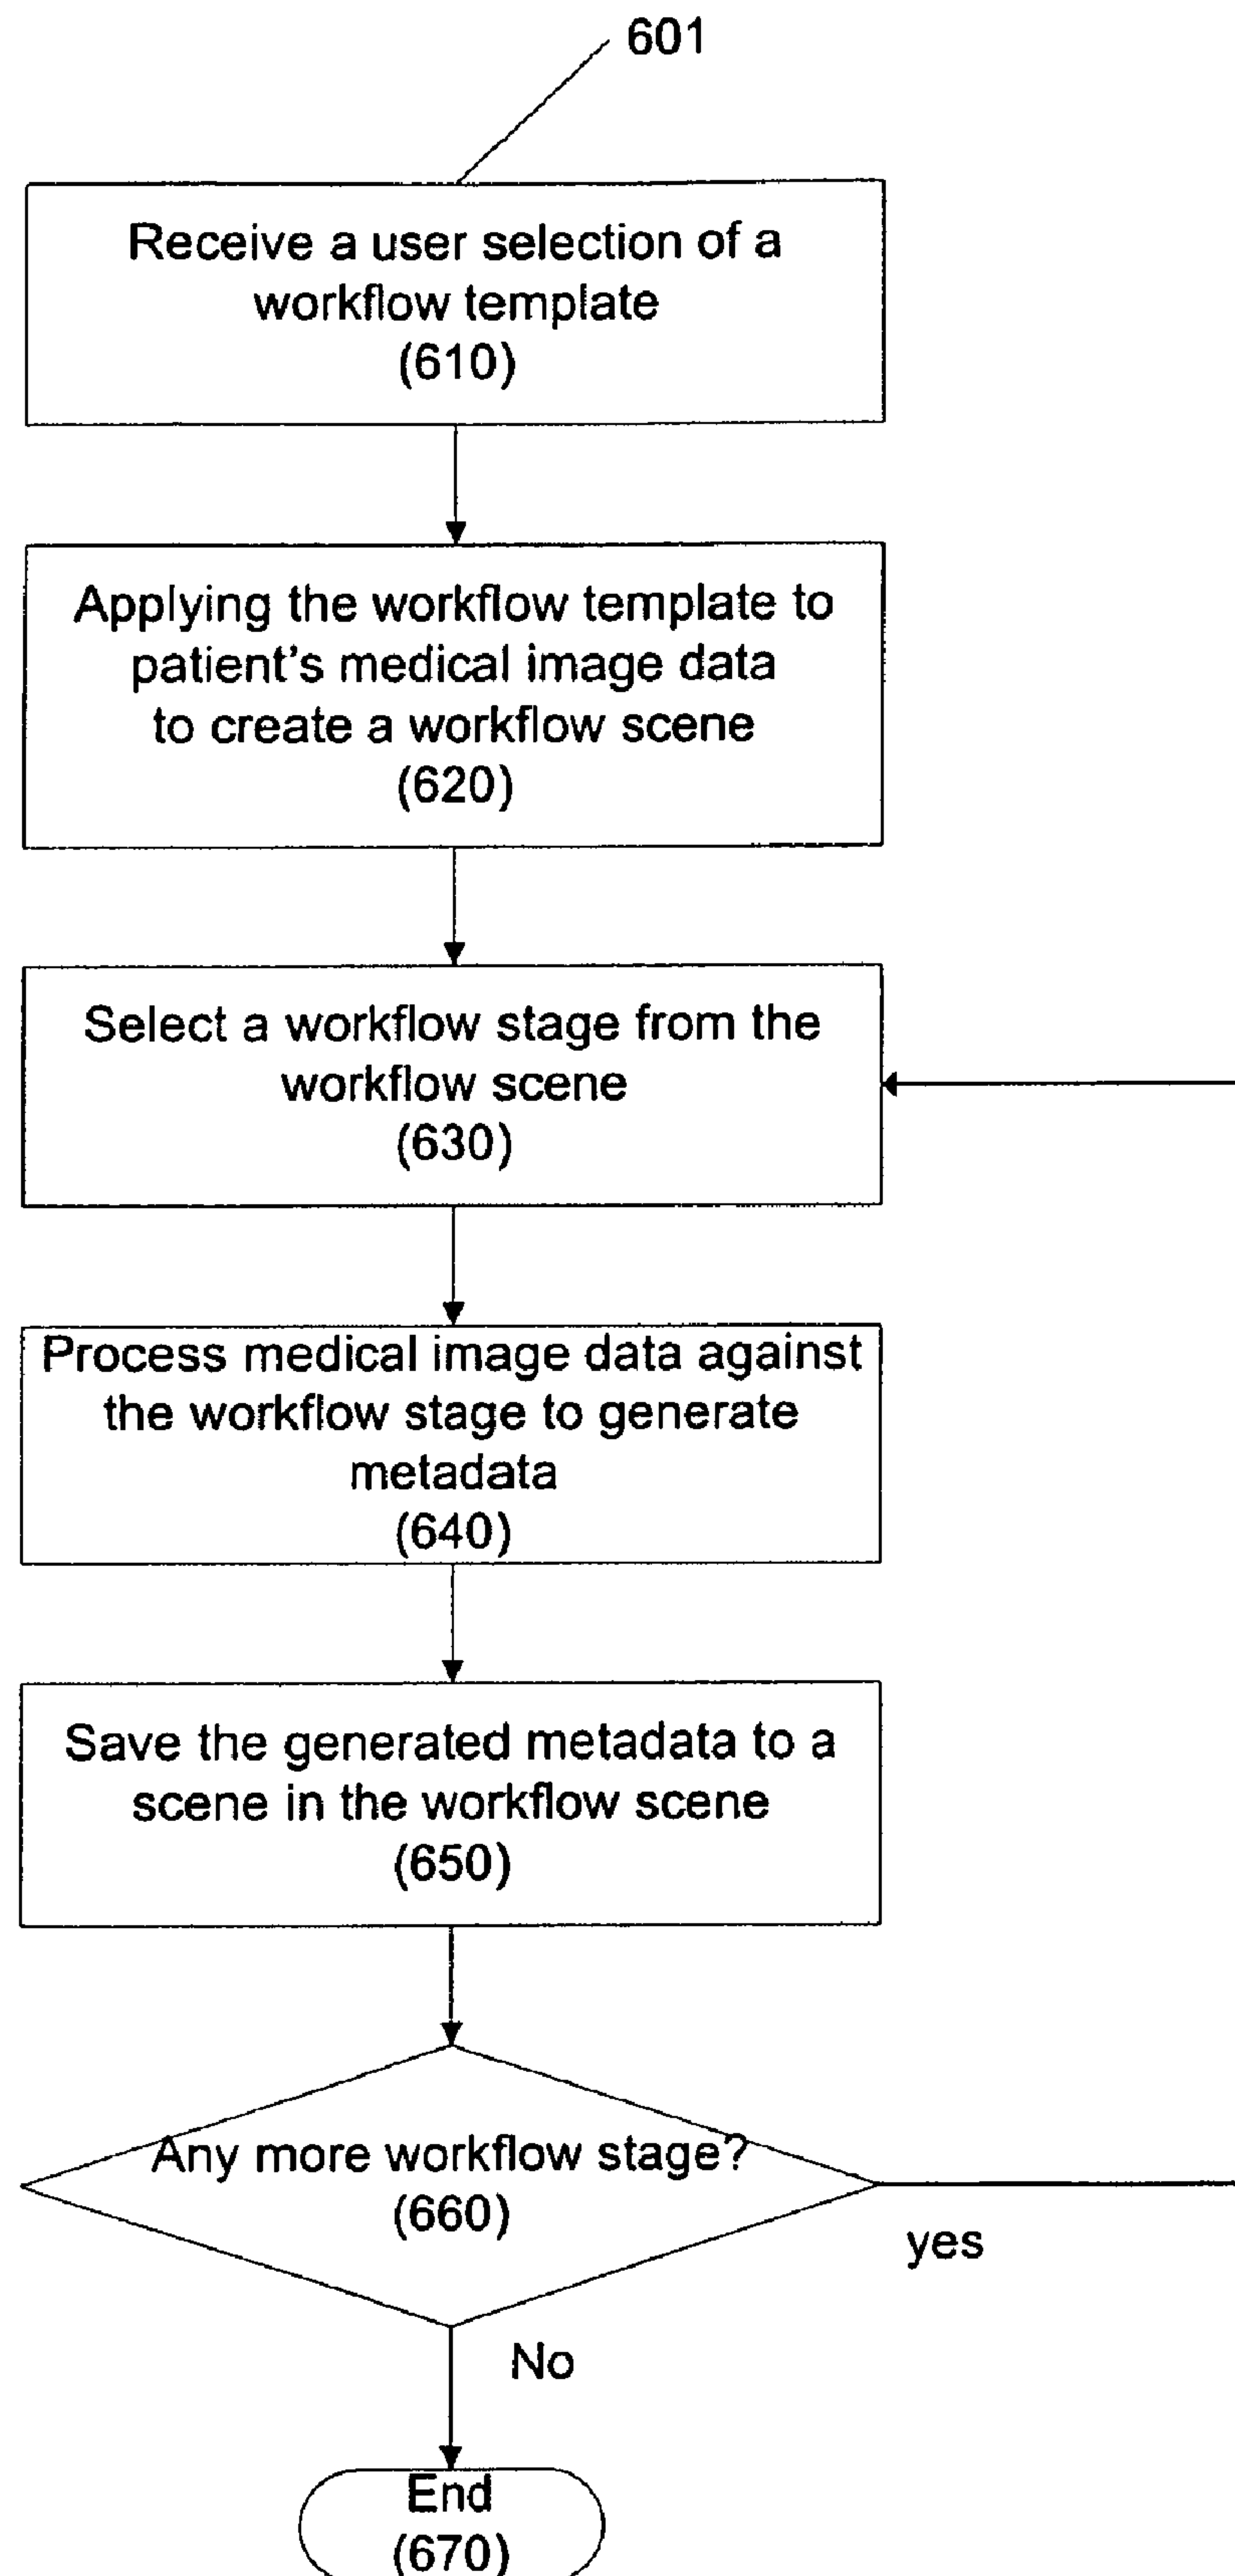 601
Receive a user selection of a
workflow template
(610)
Applying the workflow template to
patient's medical image data
to create a workflow scene
(620)
Select a workflow stage from the
workflow scene
(630)
Process medical image data against
the workflow stage to generate
metadata
(640)
Save the generated metadata to a
scene in the workflow scene
(650)
Any more workflow stage?
(660)
yes
No
End
(670)